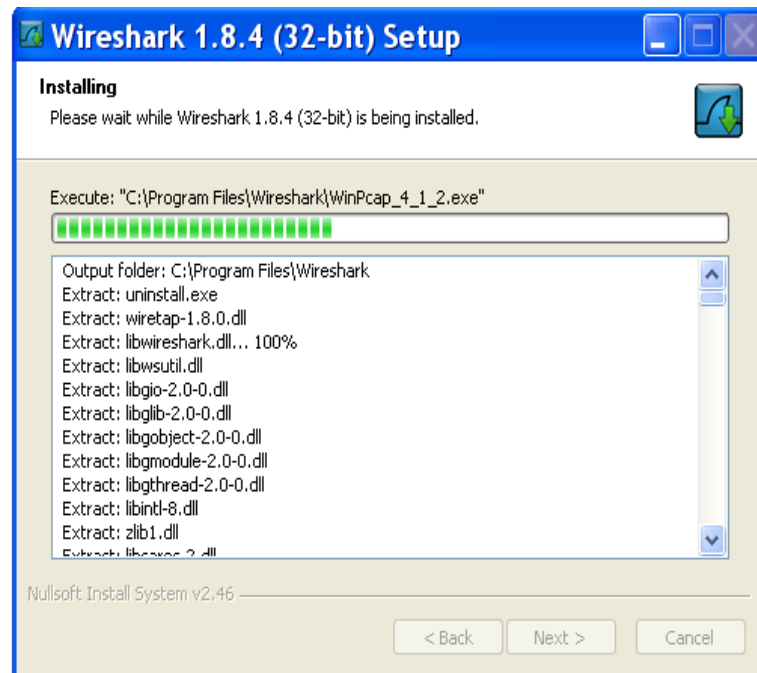 Wireshark 1.8.4 (32-bit) Setup
Installing
Please wait while Wireshark 1.8.4 (32-bit) is being installed.
Execute: "C:\Program Files\Wireshark\WinPcap_4_1_2.exe"
Output folder: C:\Program Files\Wireshark
Extract: uninstall.exe
Extract: wiretap-1.8.0.dll
Extract: libwireshark.dll... 100%
Extract: libwsutil.dll
Extract: libgio-2.0-0.dll
Extract: libglib-2.0-0.dll
Extract: libgobject-2.0-0.dll
Extract: libgmodule-2.0-0.dll
Extract: libgthread-2.0-0.dll
Extract: libintl-8.dll
Extract: zlib1.dll
Extract: libcares-2.dll
Nullsoft Install System v2.46
< Back
Next >
Cancel